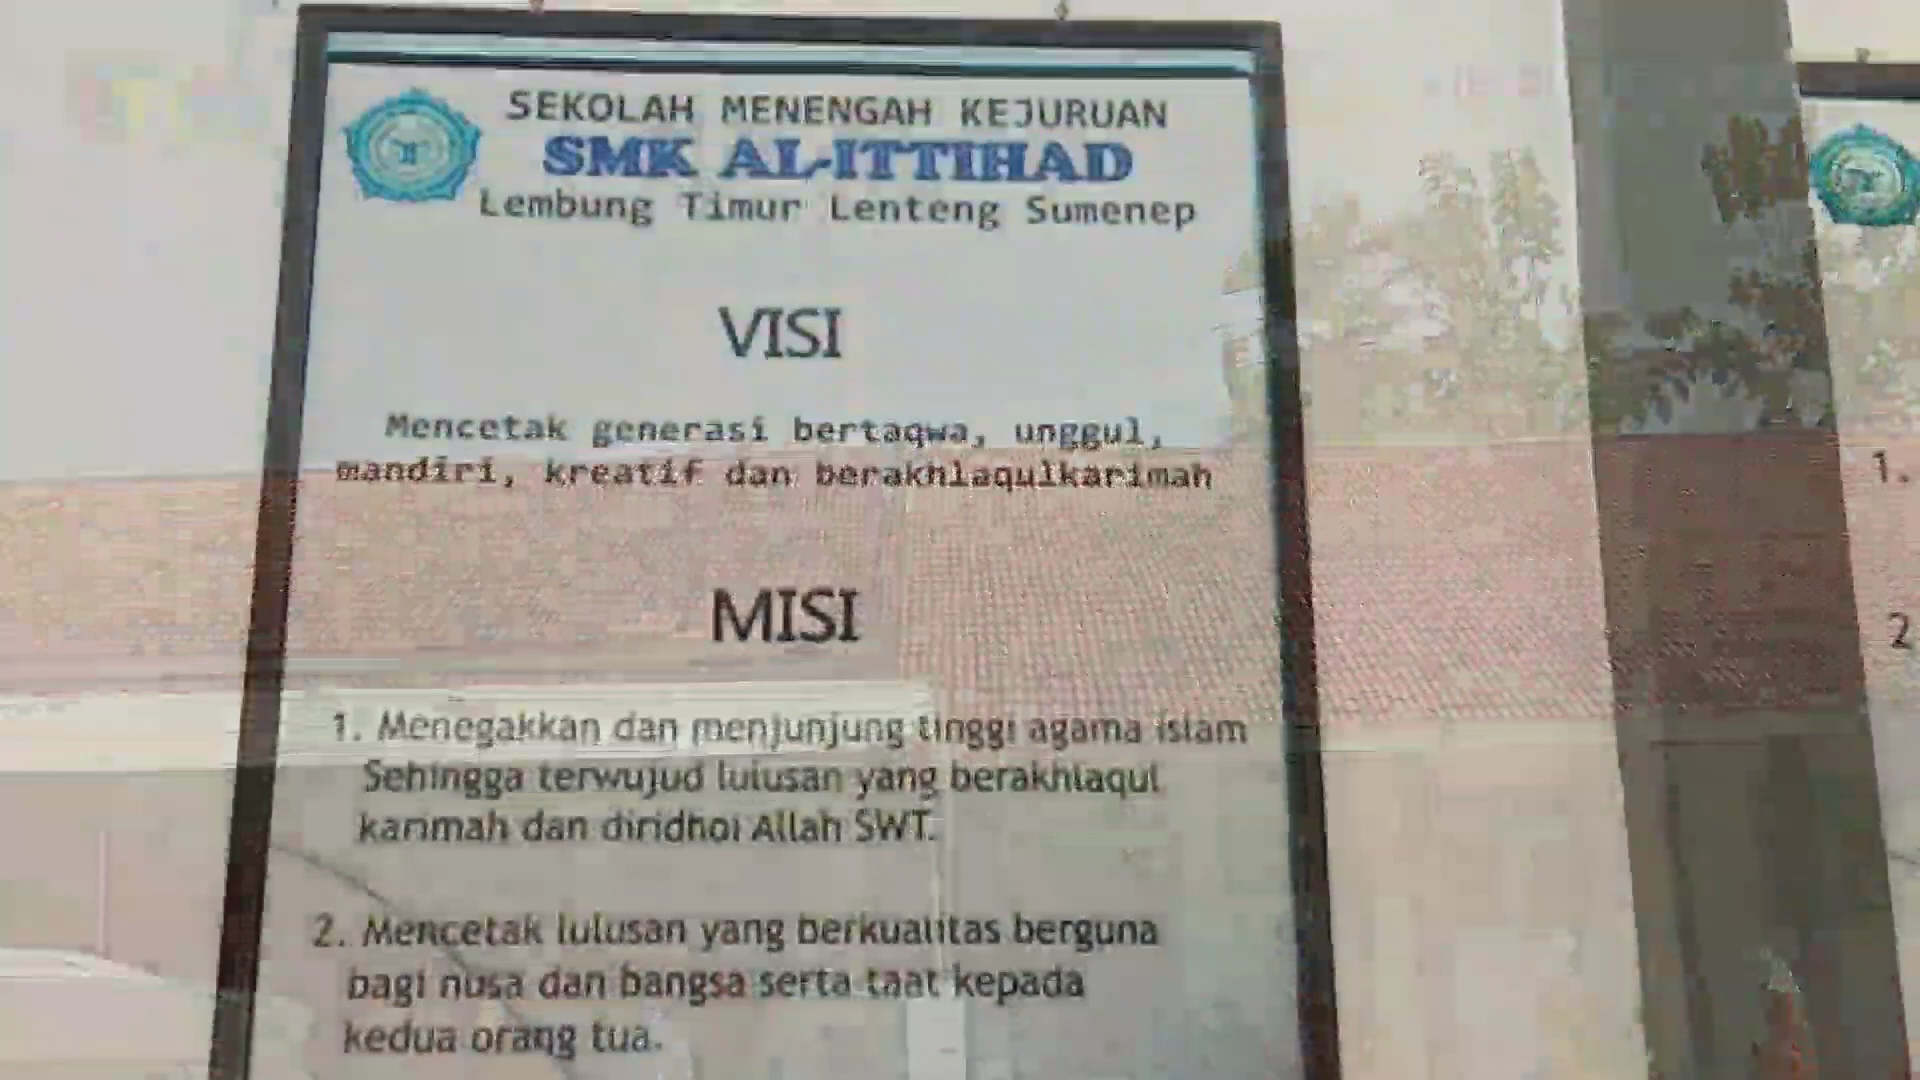 SEKOLAH MENENGAH KEJURUAN
SMK AL-ITTIHAD
Lembung Timur Lenteng Sumenep
VISI
Mencetak generasi bertaqwa, unggul,
mandiri, kreatif dan berakhlaqulkarimah
MISI
1. Menegakkan dan menjunjung tinggi agama islam
Sehingga terwujud lulusan yang berakhlaqul
karimah dan diridhoi Allah SWT.
2. Mencetak lulusan yang berkualitas berguna
bagi nusa dan bangsa serta taat kepada
kedua orang tua.
1.
2